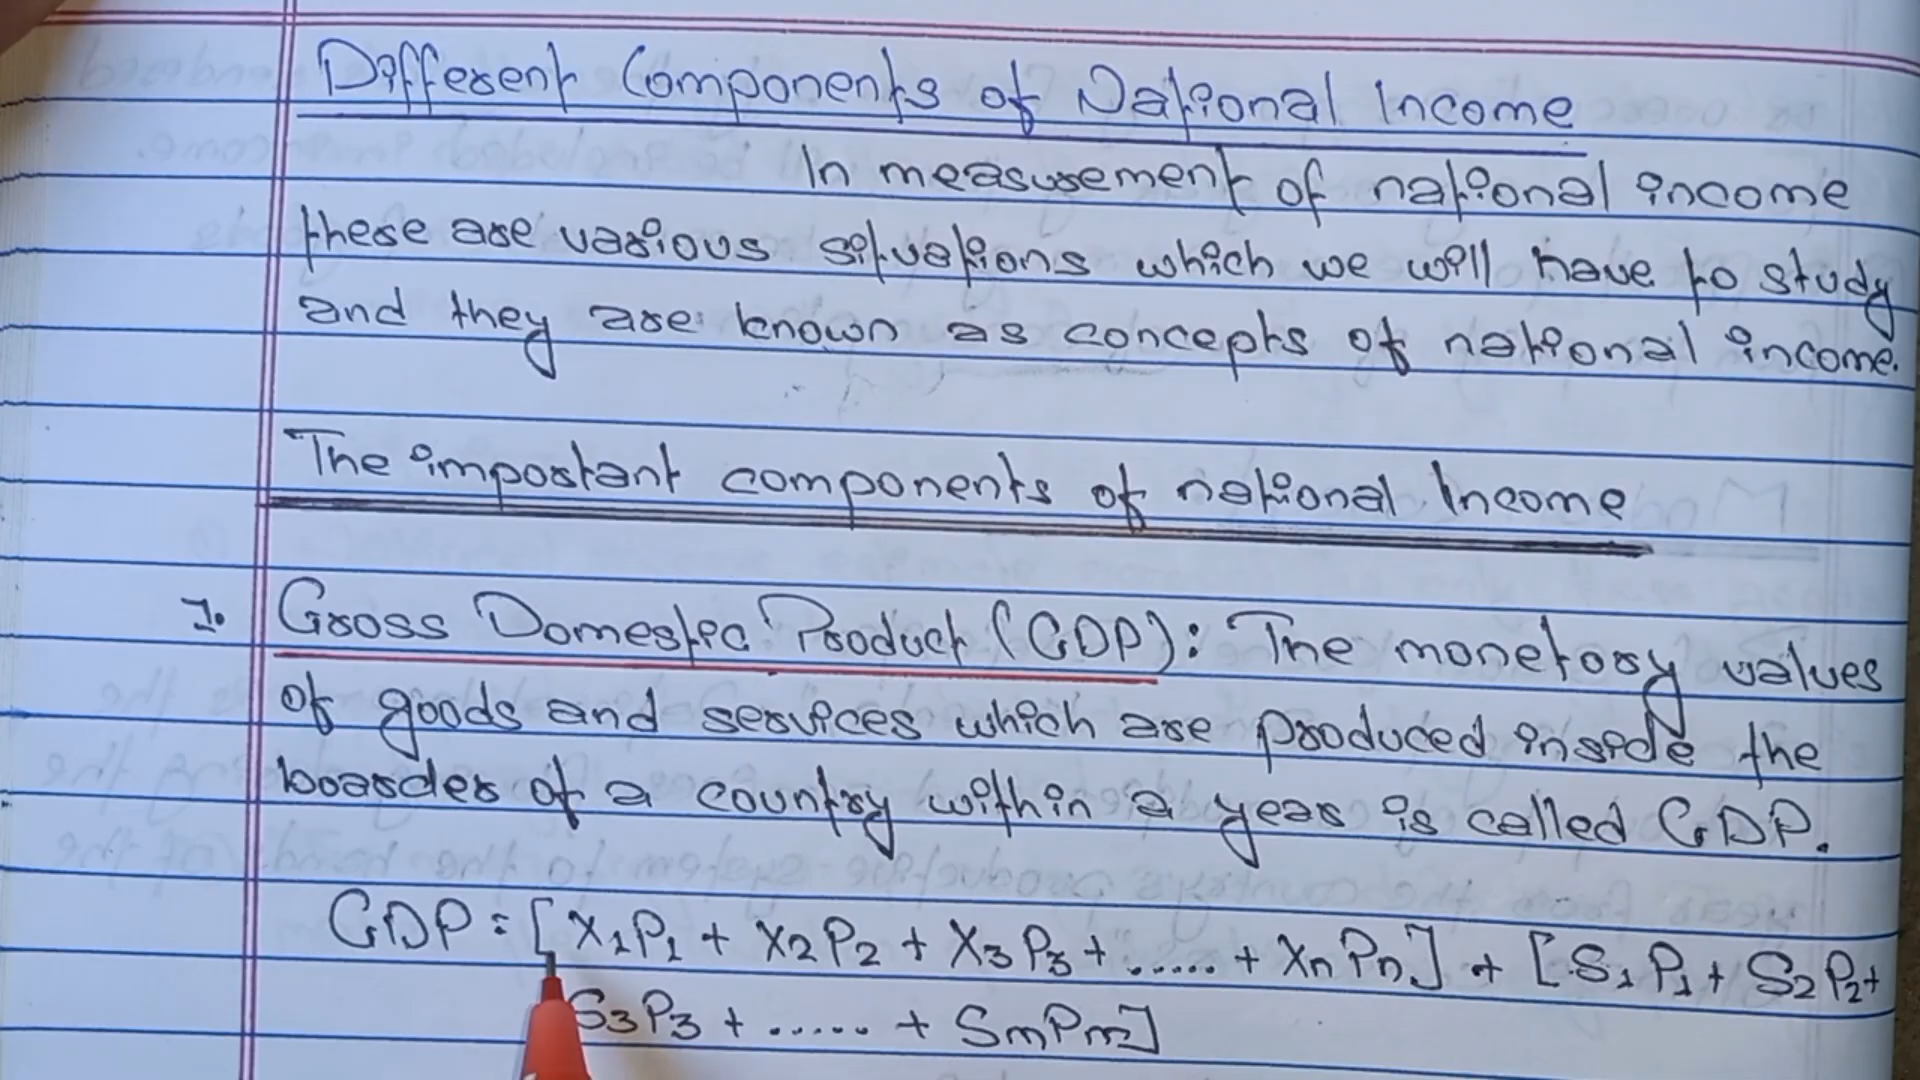 Different Components of National Income
In measurement of national income
there are various situations which we will have to study
and they are known as concepts of national income.
The important components of national Income
1. Gross Domestic Product (GDP): The monetory values
of goods and services which are produced inside the
boarder of a country within a year is called GDP.
GDP = [X1P1 + X2P2 + X3P3 + ...... + XnPn] + [S1P1 + S2P2 +
S3P3 + ...... + SmPm]